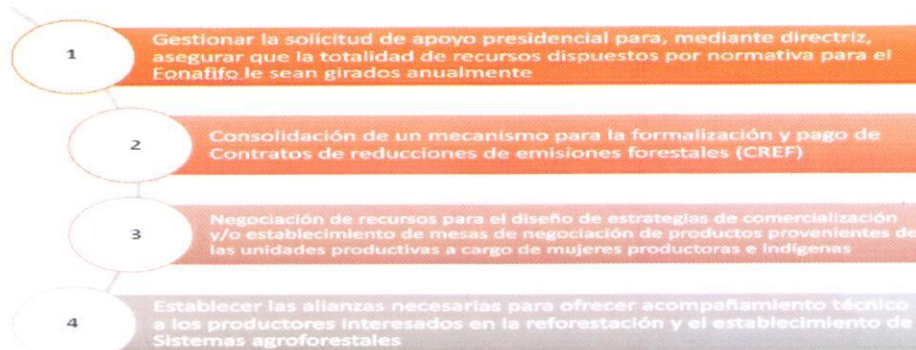 1
Gestionar la solicitud de apoyo presidencial para, mediante directriz,
asegurar que la totalidad de recursos dispuestos por normativa para el
Fonafifo le sean girados anualmente
2
Consolidación de un mecanismo para la formalización y pago de
Contratos de reducciones de emisiones forestales (CREF)
3
Negociación de recursos para el diseño de estrategias de comercialización
y/o establecimiento de mesas de negociación de productos provenientes de
las unidades productivas a cargo de mujeres productoras e indígenas
4
Establecer las alianzas necesarias para ofrecer acompañamiento técnico
a los productores interesados en la reforestación y el establecimiento de
Sistemas agroforestales